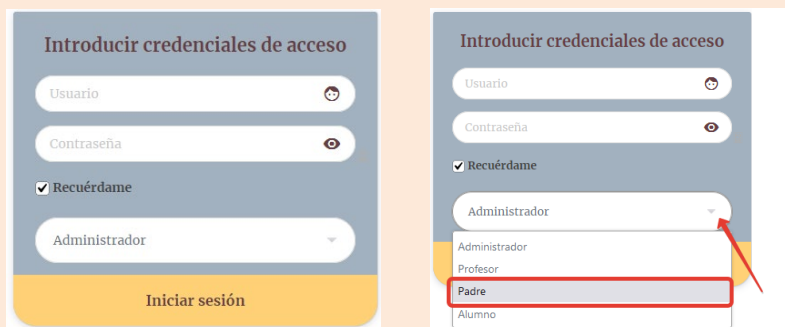 Introducir credenciales de acceso
Usuario
Contraseña
Recuérdame
Administrador
Iniciar sesión
Introducir credenciales de acceso
Usuario
Contraseña
Recuérdame
Administrador
Administrador
Profesor
Padre
Alumno